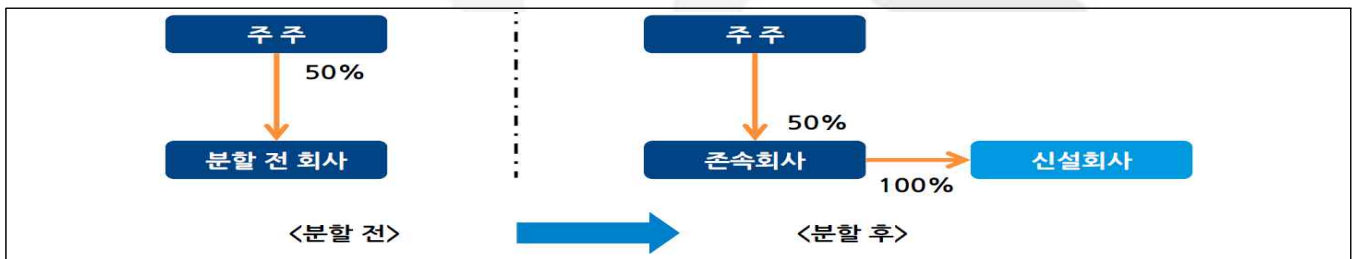 주 주
주 주
50%
50%
분할 전 회사
존속회사
신설회사
100%
<분할 전>
<분할 후>